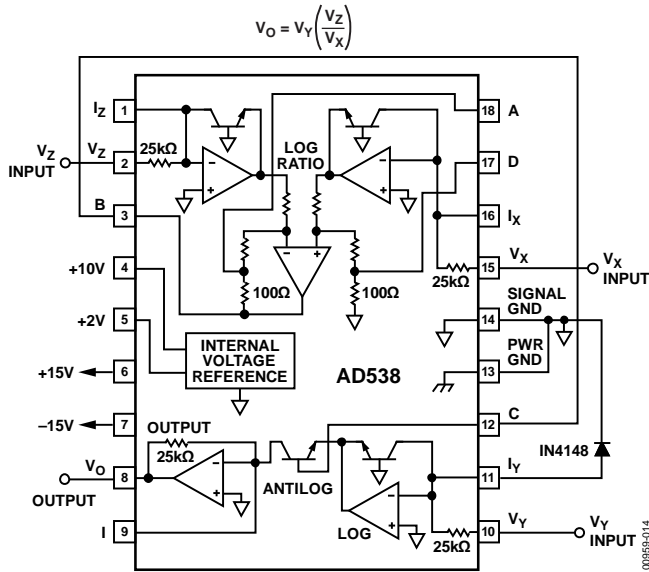 V_O = V_Y (V_Z / V_X)
I_Z
1
18
A
V_Z INPUT
V_Z
25kΩ
2
LOG RATIO
17
D
B
3
16
I_X
+10V
4
100Ω
100Ω
25kΩ
V_X
15
V_X INPUT
+2V
5
SIGNAL GND
14
INTERNAL VOLTAGE REFERENCE
PWR GND
+15V
6
AD538
13
–15V
7
12
C
OUTPUT
25kΩ
ANTILOG
IN4148
V_O
8
OUTPUT
11
I_Y
I
9
LOG
25kΩ
V_Y
10
V_Y INPUT
00959-014